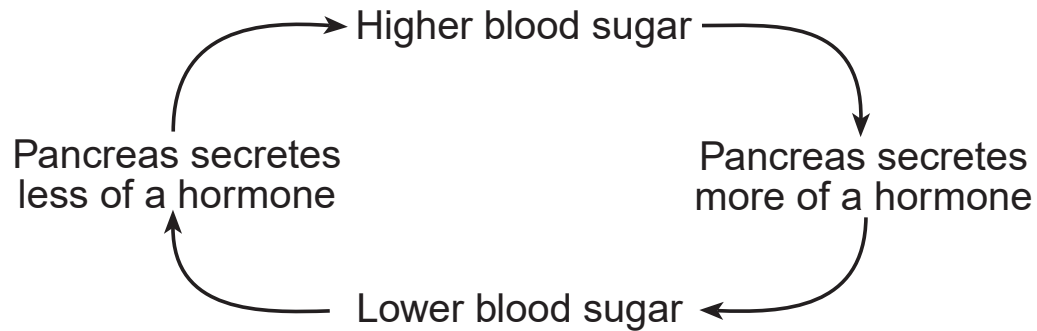 Higher blood sugar
Pancreas secretes
less of a hormone
Pancreas secretes
more of a hormone
Lower blood sugar